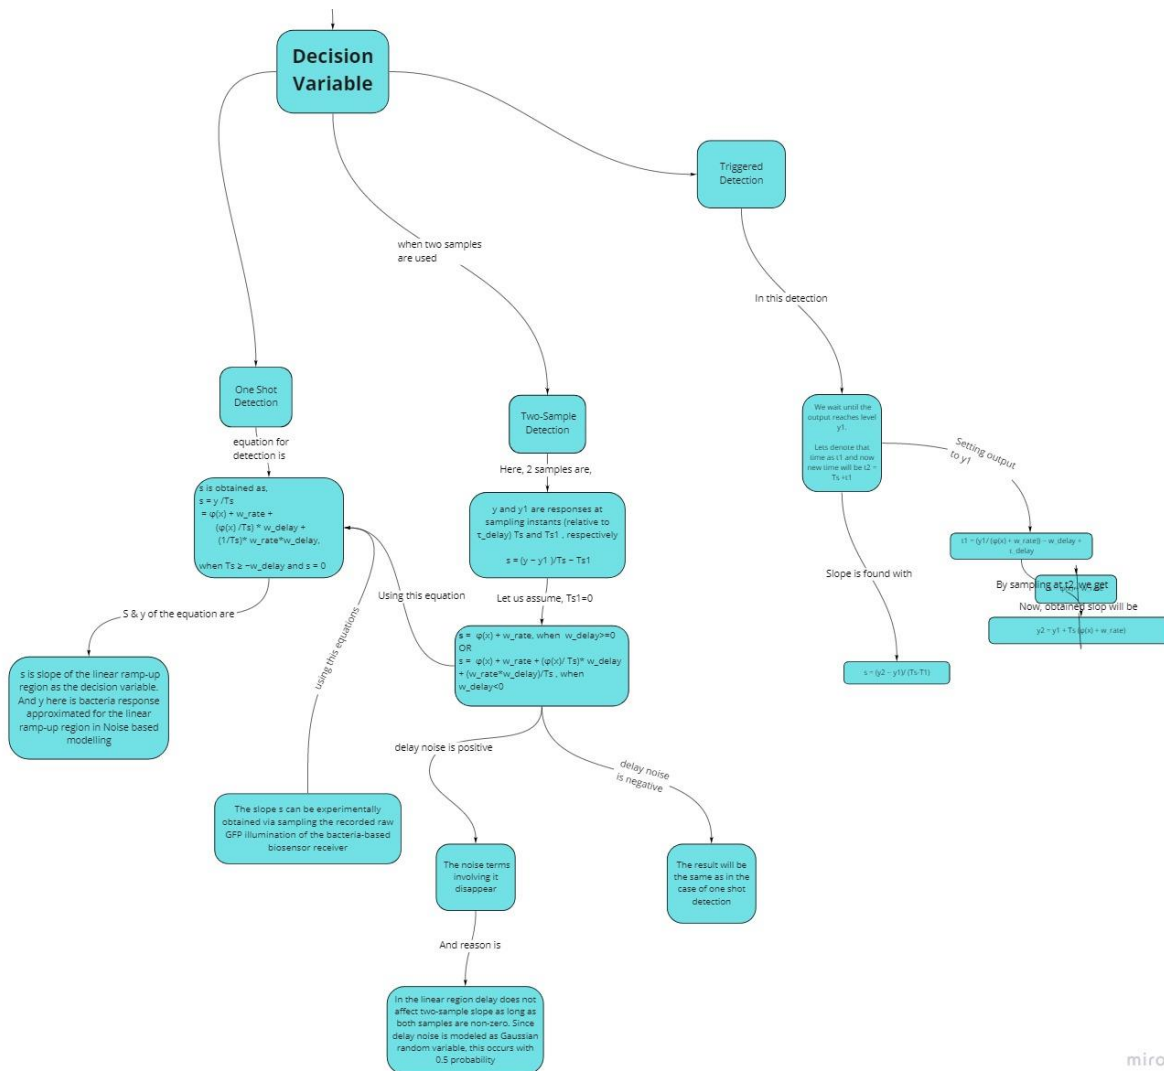 Decision
Variable
Triggered
Detection
when two samples
are used
In this detection
One Shot
Detection
Two-Sample
Detection
We wait until the
output reaches level
y1.
Lets denote that
time as t1 and now
new time will be t2 =
Ts +t1
Setting output
to y1
equation for
detection is
Here, 2 samples are,
s is obtained as,
s = y /Ts
= φ(x) + w_rate +
(φ(x) /Ts) * w_delay +
(1/Ts)* w_rate*w_delay,
when Ts ≥ −w_delay and s = 0
y and y1 are responses at
sampling instants (relative to
τ_delay) Ts and Ts1 , respectively
s = (y − y1 )/Ts − Ts1
t1 = (y1/ (φ(x) + w_rate)) − w_delay +
τ_delay
Slope is found with
By sampling at t2, we get
Now, obtained slop will be
y2 = y1 + Ts (φ(x) + w_rate)
Using this equation
Let us assume, Ts1=0
S & y of the equation are
using this equations
s = φ(x) + w_rate, when w_delay>=0
OR
s = φ(x) + w_rate + (φ(x)/ Ts)* w_delay
+ (w_rate*w_delay)/Ts , when
w_delay<0
s is slope of the linear ramp-up
region as the decision variable.
And y here is bacteria response
approximated for the linear
ramp-up region in Noise based
modelling
s = (y2 − y1)/ (Ts-T1)
delay noise is positive
delay noise
is negative
The slope s can be experimentally
obtained via sampling the recorded raw
GFP illumination of the bacteria-based
biosensor receiver
The noise terms
involving it
disappear
The result will be
the same as in the
case of one shot
detection
And reason is
In the linear region delay does not
affect two-sample slope as long as
both samples are non-zero. Since
delay noise is modeled as Gaussian
random variable, this occurs with
0.5 probability
miro